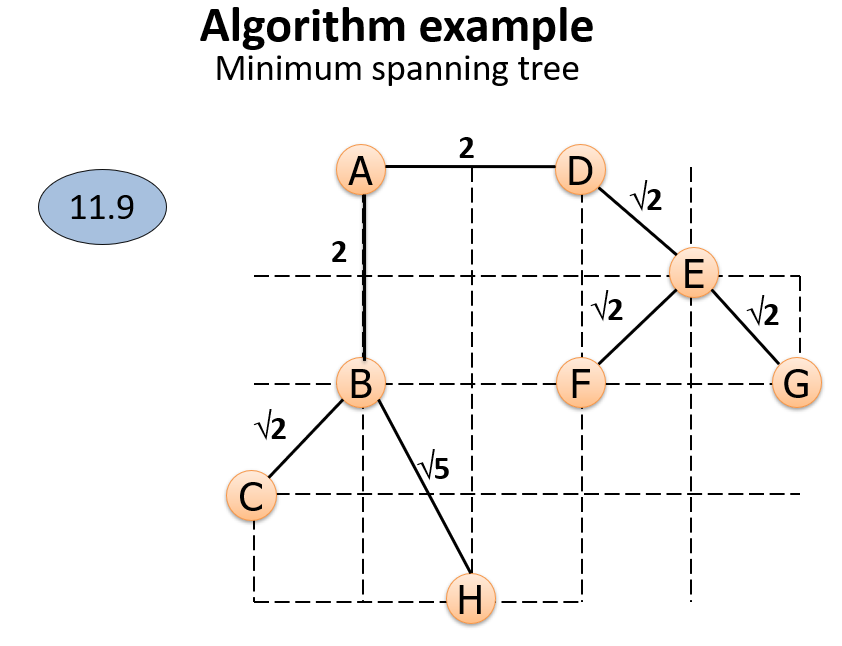 Algorithm example
Minimum spanning tree
2
A
D
√2
11.9
2
E
√2
√2
B
F
G
√2
√5
C
H